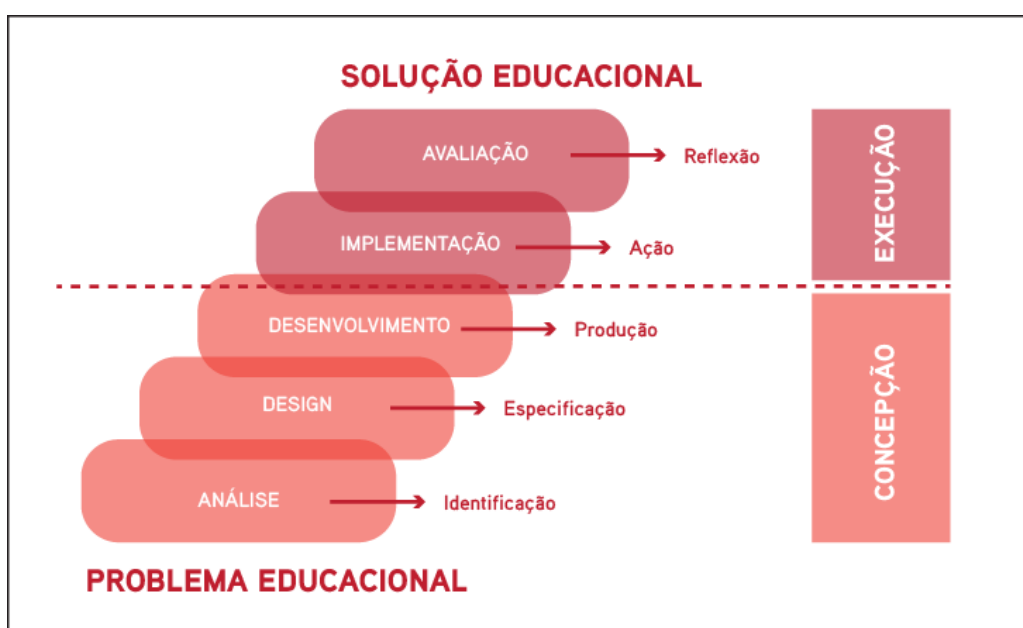 SOLUÇÃO EDUCACIONAL
AVALIAÇÃO
Reflexão
IMPLEMENTAÇÃO
Ação
DESENVOLVIMENTO
Produção
DESIGN
Especificação
ANÁLISE
Identificação
PROBLEMA EDUCACIONAL
EXECUÇÃO
CONCEPÇÃO